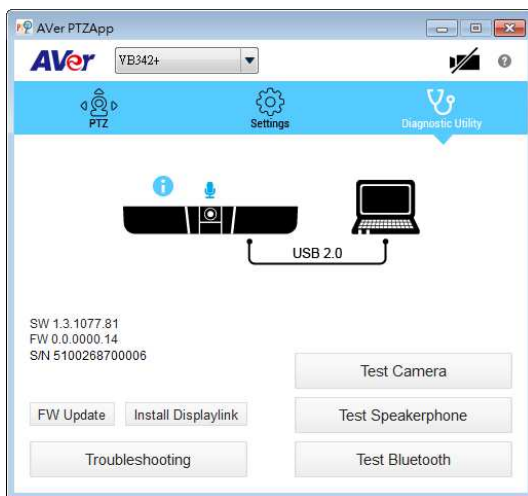 AVer PTZApp
AVer VB342+
PTZ Settings Diagnostic Utility
USB 2.0
SW 1.3.1077.81
FW 0.0.0000.14
S/N 5100268700006
Test Camera
FW Update Install Displaylink Test Speakerphone
Troubleshooting Test Bluetooth